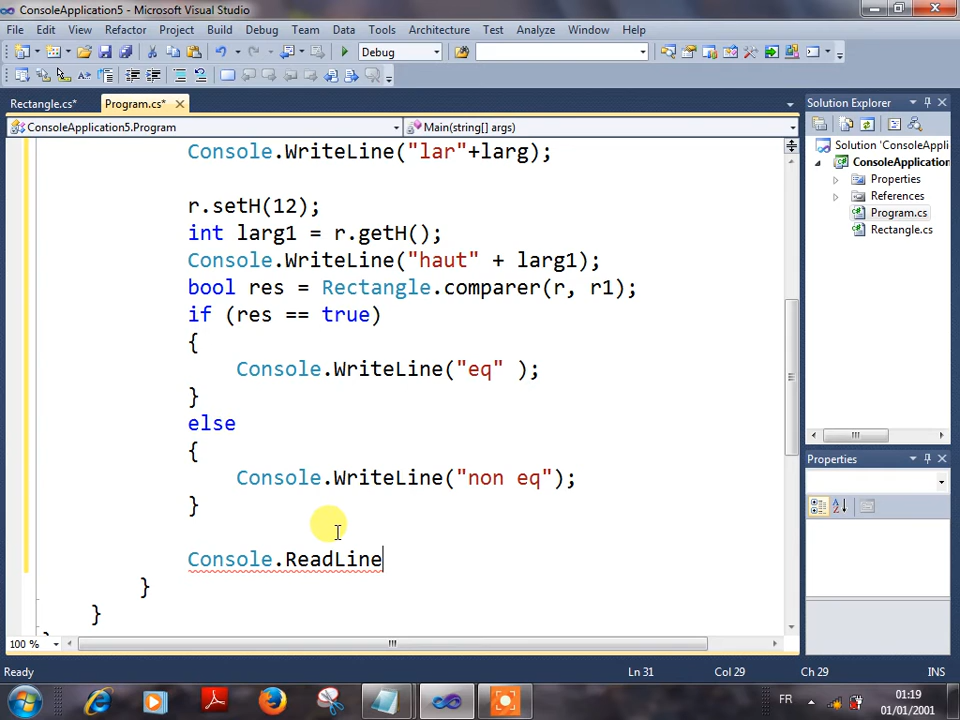 ConsoleApplication5 - Microsoft Visual Studio
File Edit View Refactor Project Build Debug Team Data Tools Architecture Test Analyze Window Help
Debug
Rectangle.cs* Program.cs* Solution Explorer
ConsoleApplication5.Program Main(string[] args)
Console.WriteLine("lar"+larg);
r.setH(12);
int larg1 = r.getH();
Console.WriteLine("haut" + larg1);
bool res = Rectangle.comparer(r, r1);
if (res == true)
{
Console.WriteLine("eq" );
}
else
{
Console.WriteLine("non eq");
}
Console.ReadLine
}
}
Solution 'ConsoleAppli
ConsoleApplication
Properties
References
Program.cs
Rectangle.cs
Properties
100 %
Ready Ln 31 Col 29 Ch 29 INS
FR 01:19
01/01/2001